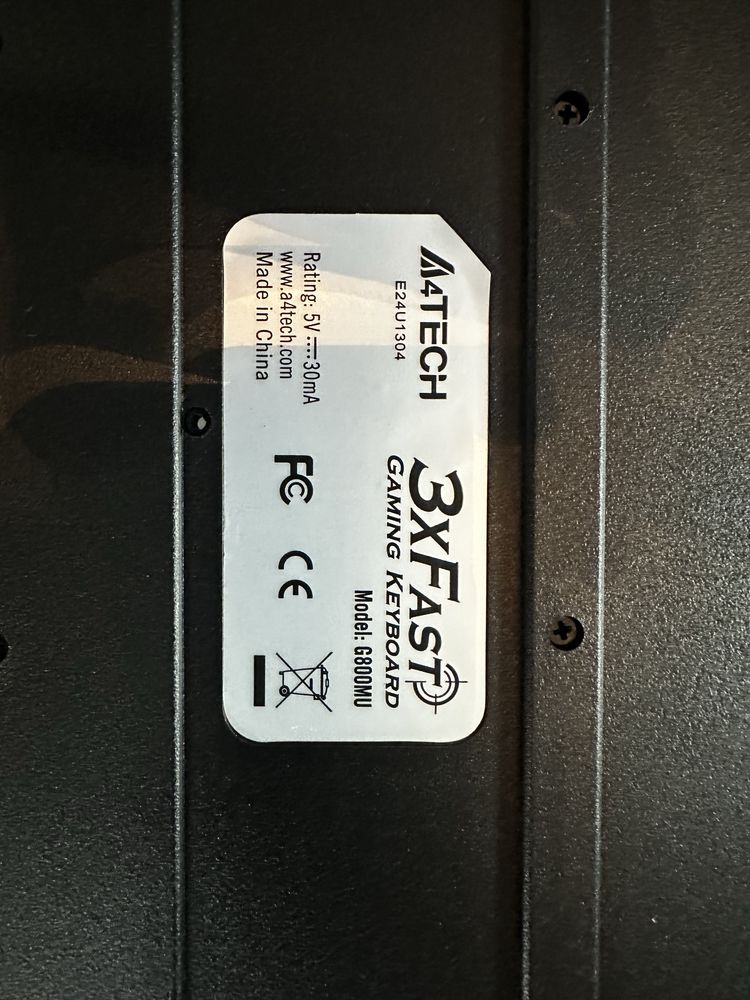 A4TECH
E24U1304
3xFAST
GAMING KEYBOARD
Model: G800MU
Rating: 5V⎓30mA
www.a4tech.com
Made in China
FC
CE